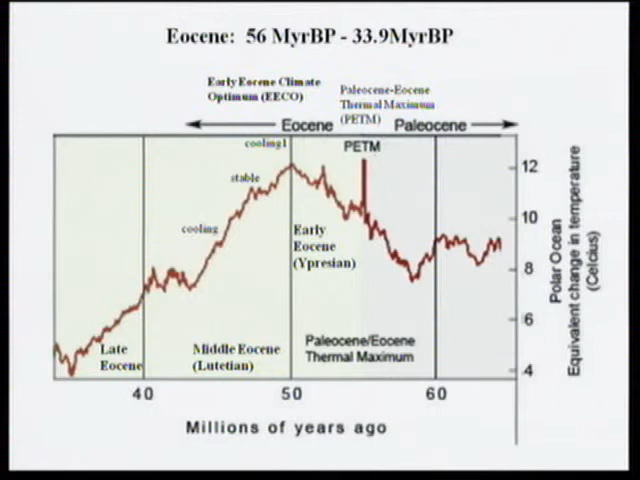 Eocene: 56 MyrBP - 33.9MyrBP
Early Eorene Climate
Optimum (EECO)
Paleocene-Eocene
Thermal Maximum
(PETM)
Eocene
Paleocene
cooling1
PETM
stable
cooling
Early
Eocene
(Ypresian)
Late
Eocene
Middle Eocene
(Lutetian)
Paleocene/Eocene
Thermal Maximum
12
10
8
6
4
Polar Ocean
Equivalent change in temperature
(Celcius)
40
50
60
Millions of years ago